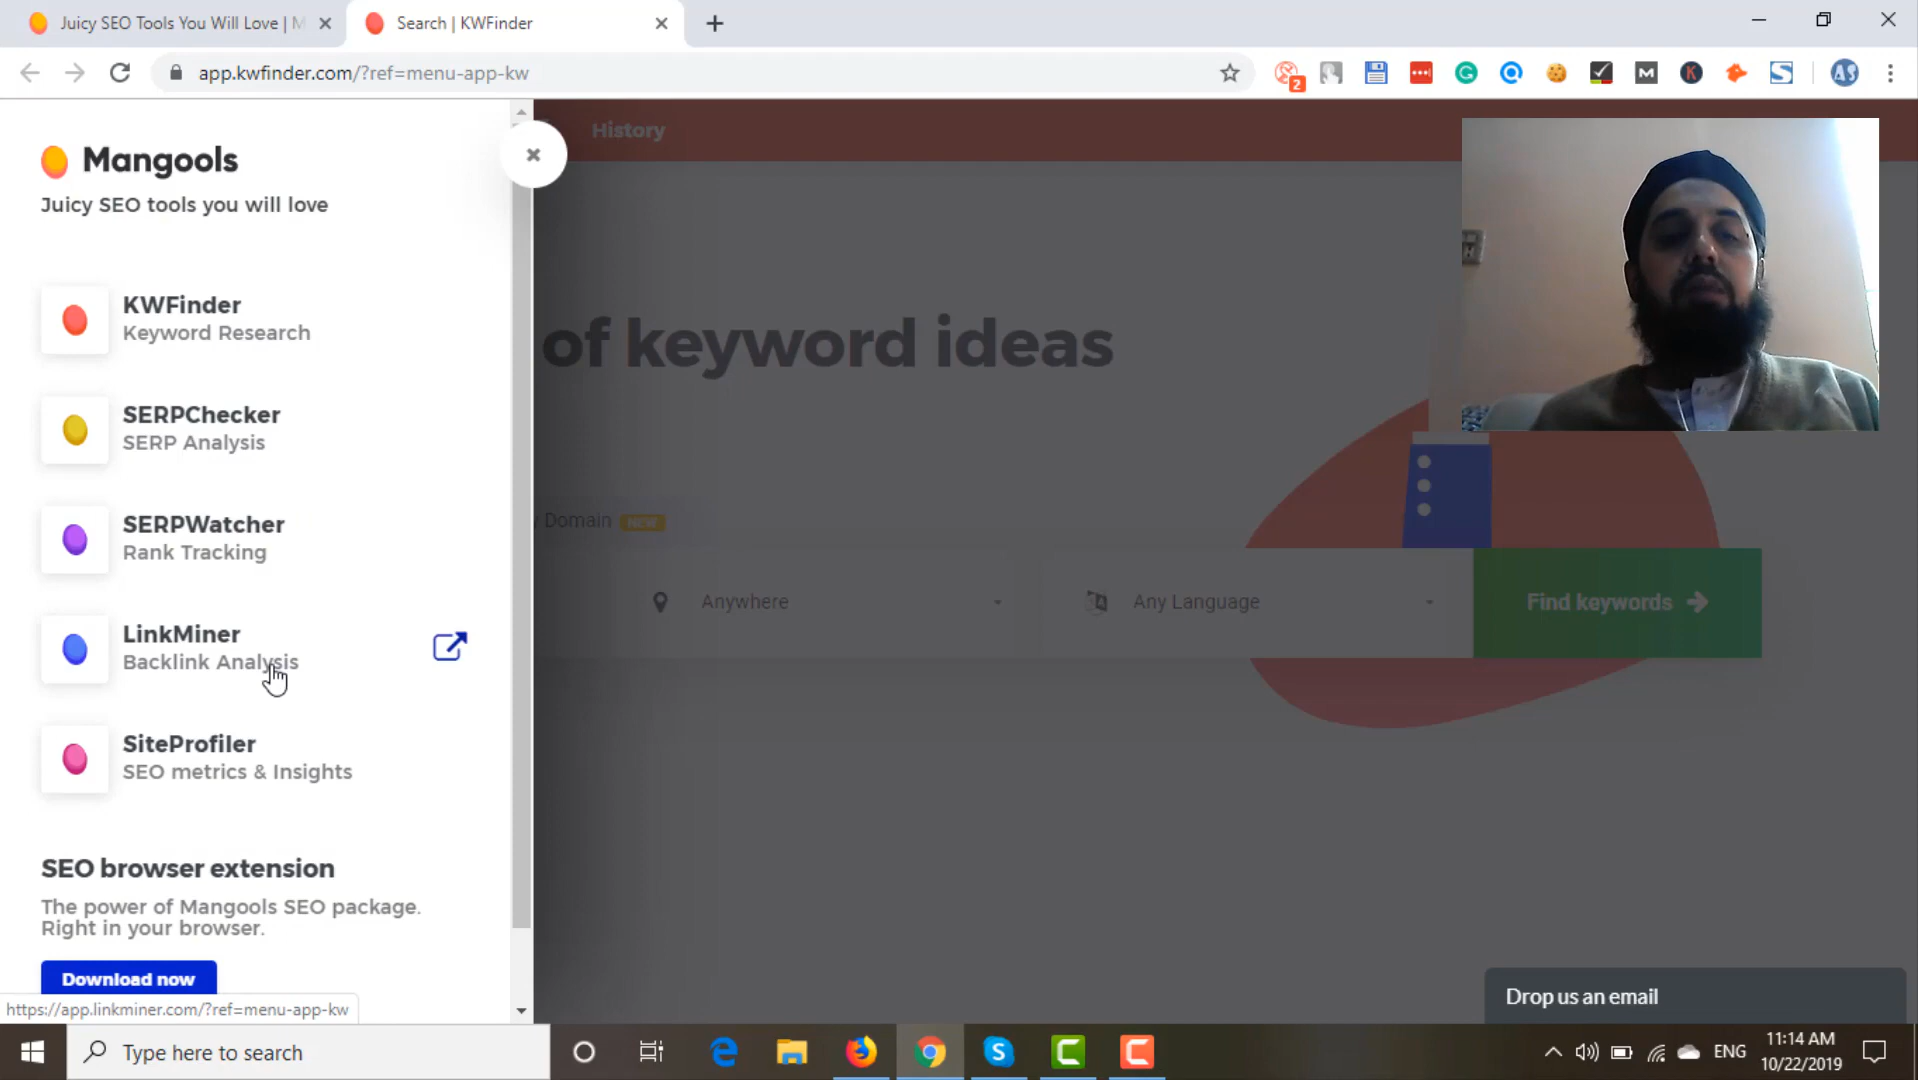 Juicy SEO Tools You Will Love | M
Search | KWFinder
app.kwfinder.com/?ref=menu-app-kw
2
AS
Mangools
Juicy SEO tools you will love
KWFinder
Keyword Research
SERPChecker
SERP Analysis
SERPWatcher
Rank Tracking
LinkMiner
Backlink Analysis
SiteProfiler
SEO metrics & Insights
SEO browser extension
The power of Mangools SEO package.
Right in your browser.
Download now
https://app.linkminer.com/?ref=menu-app-kw
History
of keyword ideas
y Domain NEW
Anywhere
Any Language
Find keywords
Drop us an email
Type here to search
ENG
11:14 AM
10/22/2019